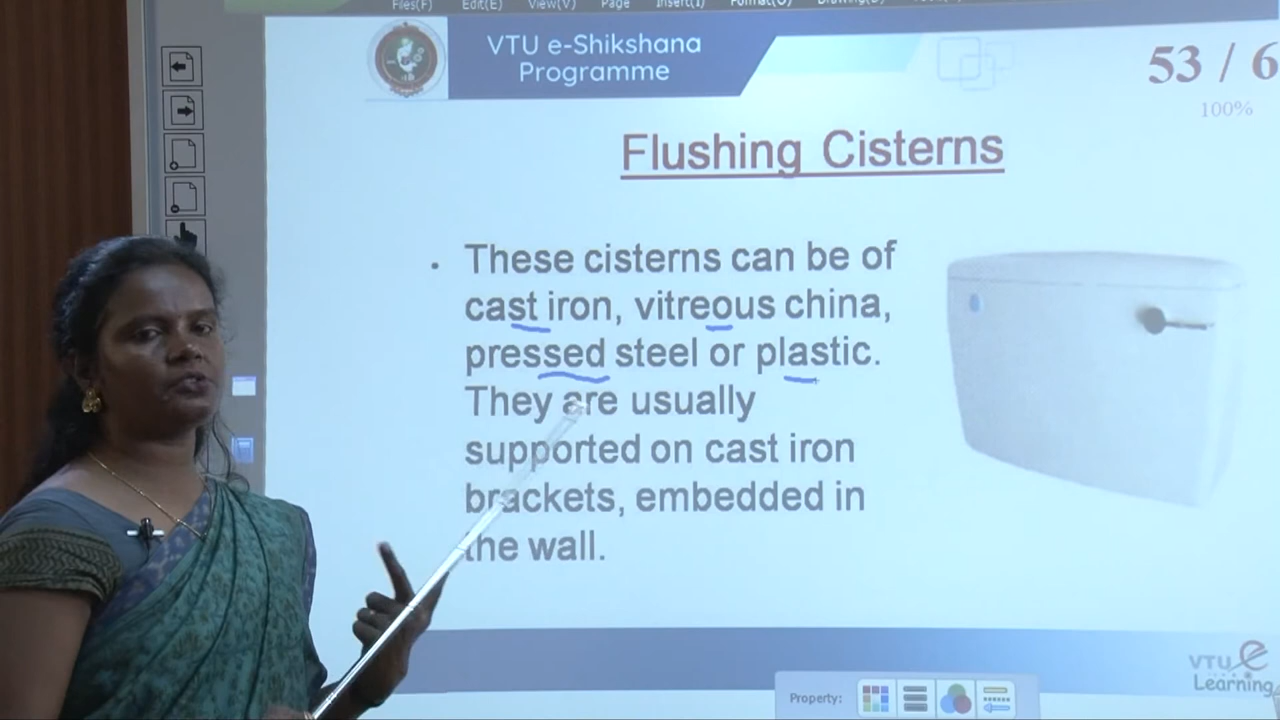 Files(F) Edit(E) View(V) Page Insert(I) Format(O)
VTU e-Shikshana
Programme
53 / 6
100%
Flushing Cisterns
• These cisterns can be of
cast iron, vitreous china,
pressed steel or plastic.
They are usually
supported on cast iron
brackets, embedded in
the wall.
VTU e
Learning
Property: